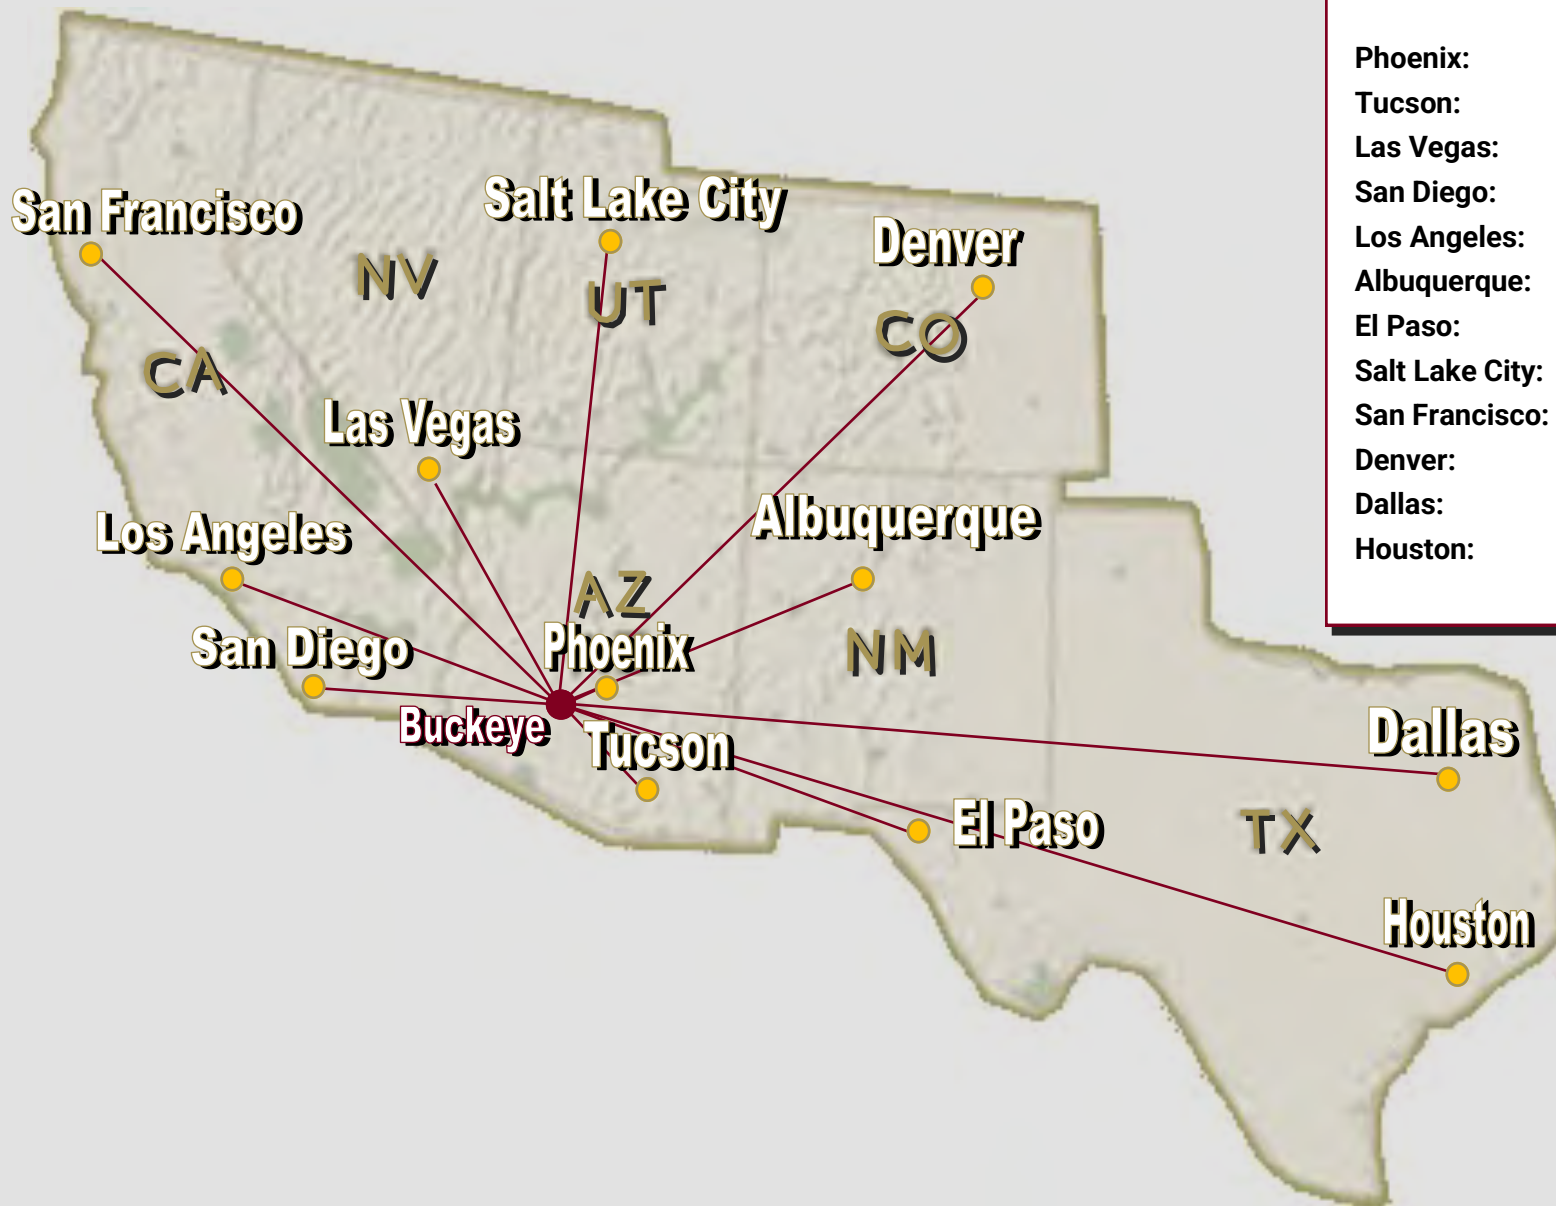 Phoenix:
Tucson:
Las Vegas:
San Diego:
Los Angeles:
Albuquerque:
El Paso:
Salt Lake City:
San Francisco:
Denver:
Dallas:
Houston:
San Francisco
Salt Lake City
Denver
NV
UT
CO
CA
Las Vegas
Los Angeles
Albuquerque
AZ
San Diego
Phoenix
NM
Buckeye
Tucson
Dallas
El Paso
TX
Houston